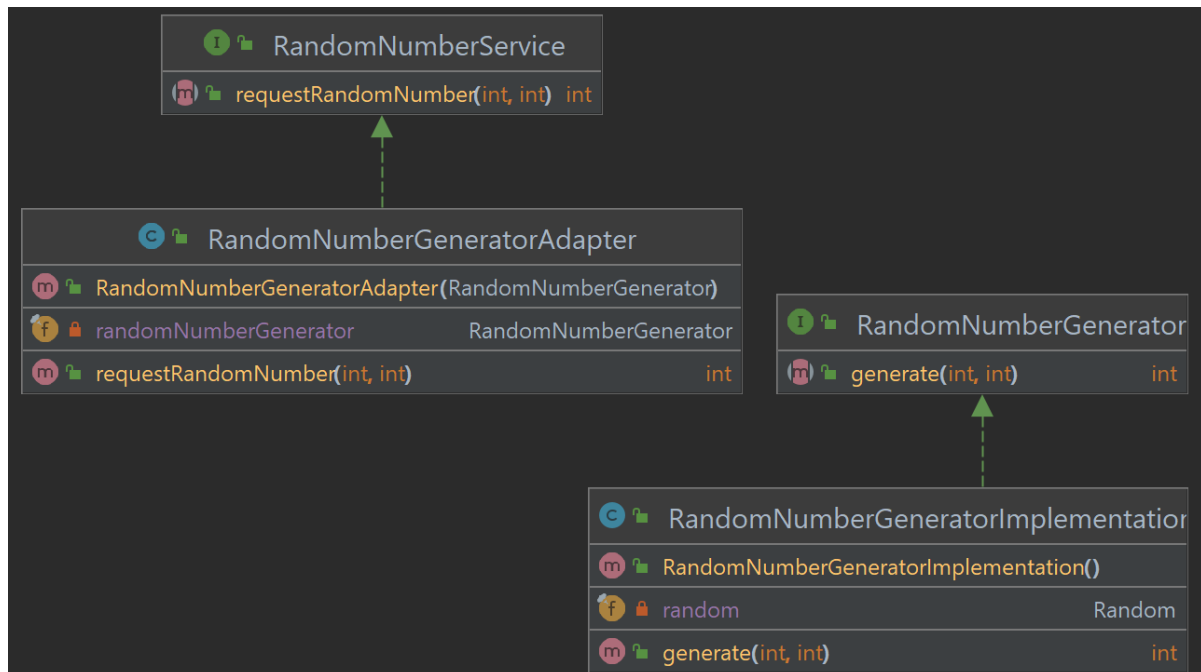 RandomNumberService
requestRandomNumber(int, int) int
RandomNumberGeneratorAdapter
RandomNumberGeneratorAdapter(RandomNumberGenerator)
randomNumberGenerator RandomNumberGenerator
requestRandomNumber(int, int) int
RandomNumberGenerator
generate(int, int) int
RandomNumberGeneratorImplementation
RandomNumberGeneratorImplementation()
random Random
generate(int, int) int